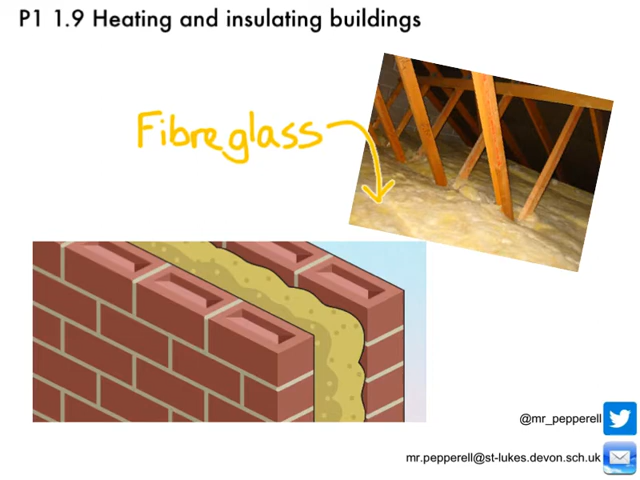 P1 1.9 Heating and insulating buildings
Fibreglass
@mr_pepperell
mr.pepperell@st-lukes.devon.sch.uk